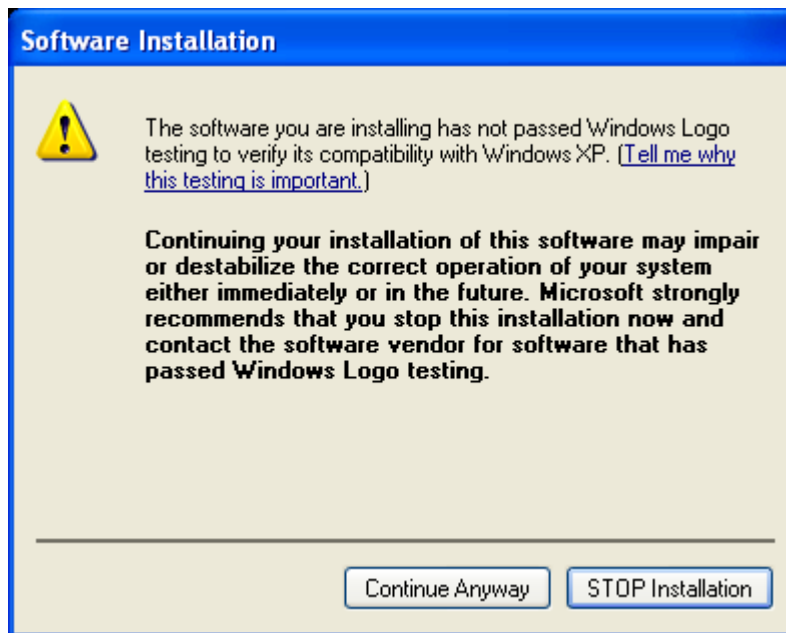 Software Installation
The software you are installing has not passed Windows Logo
testing to verify its compatibility with Windows XP. (Tell me why
this testing is important.)
Continuing your installation of this software may impair
or destabilize the correct operation of your system
either immediately or in the future. Microsoft strongly
recommends that you stop this installation now and
contact the software vendor for software that has
passed Windows Logo testing.
Continue Anyway
STOP Installation